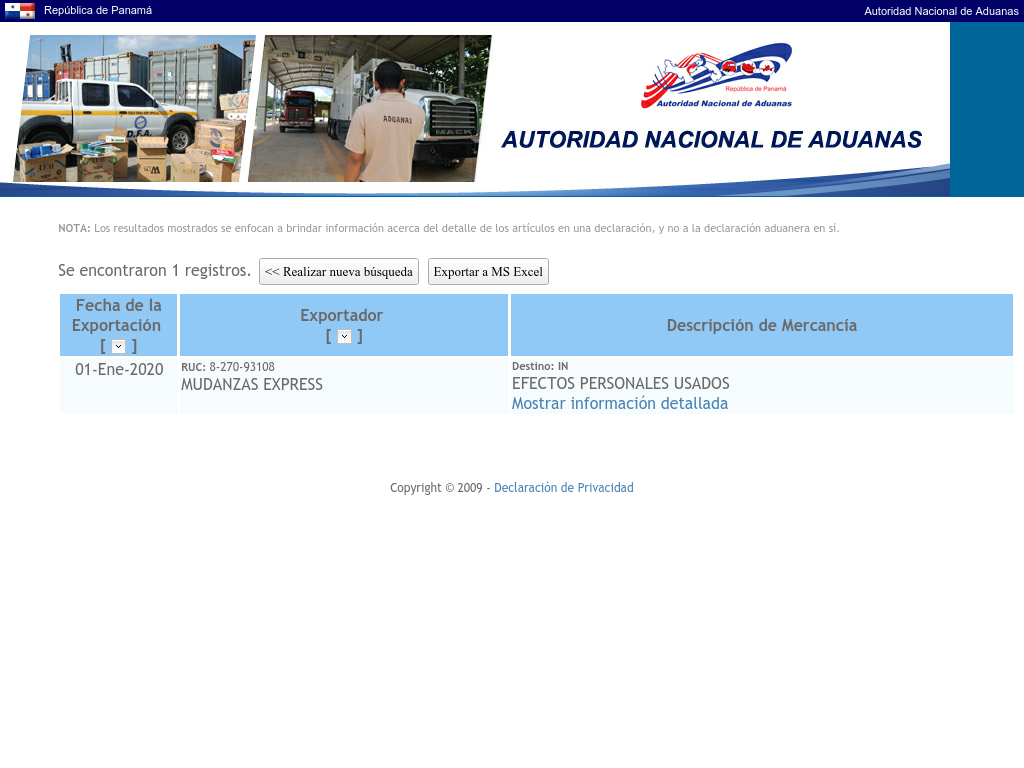 República de Panamá
Autoridad Nacional de Aduanas
D.F.A.
ADUANAS
MACK
República de Panamá
Autoridad Nacional de Aduanas
AUTORIDAD NACIONAL DE ADUANAS
NOTA: Los resultados mostrados se enfocan a brindar información acerca del detalle de los artículos en una declaración, y no a la declaración aduanera en sí.
Se encontraron 1 registros.
<< Realizar nueva búsqueda
Exportar a MS Excel
Fecha de la
Exportación
[ ]
Exportador
[ ]
Descripción de Mercancía
01-Ene-2020
RUC: 8-270-93108
MUDANZAS EXPRESS
Destino: IN
EFECTOS PERSONALES USADOS
Mostrar información detallada
Copyright © 2009 - Declaración de Privacidad